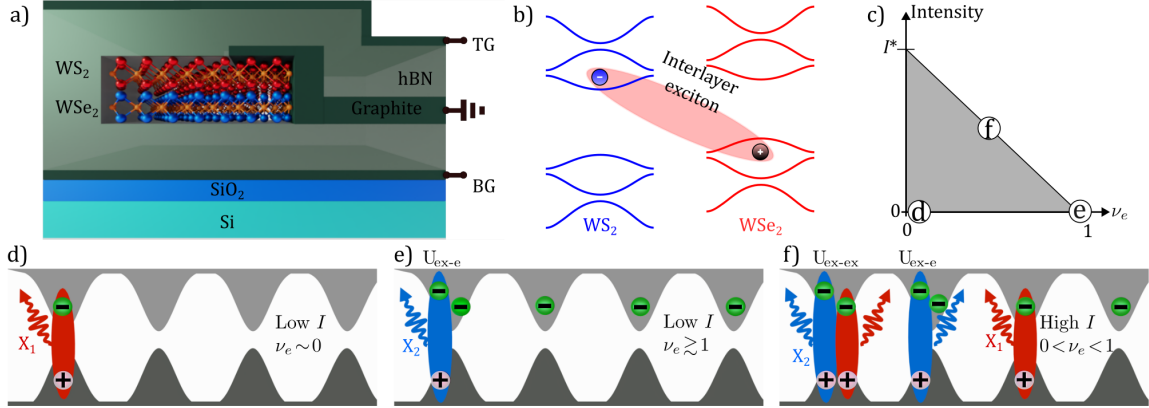 a)
TG
WS₂
hBN
WSe₂
Graphite
BG
SiO₂
Si
b)
Interlayer
exciton
WS₂
WSe₂
c)
Intensity
I*
f
0
d
e
νₑ
0
1
d)
X₁
Low I
νₑ ~ 0
e)
Uₑₓ₋ₑ
X₂
Low I
νₑ ≳ 1
f)
Uₑₓ₋ₑₓ
Uₑₓ₋ₑ
X₂
X₁
High I
0 < νₑ < 1